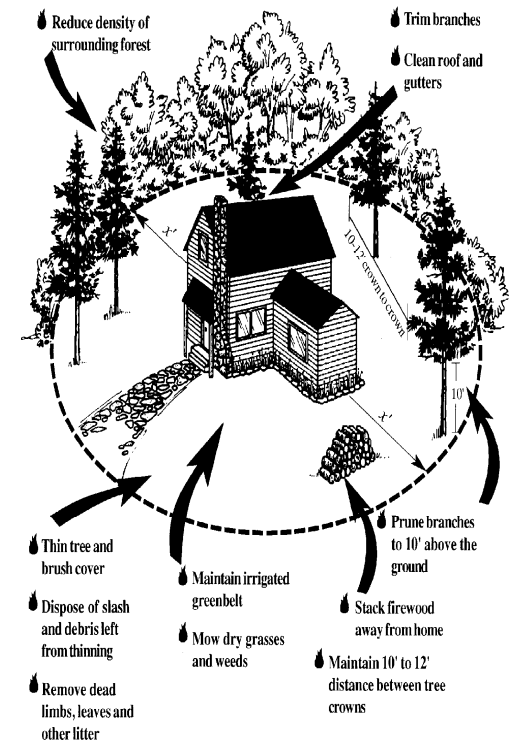 Reduce density of
surrounding forest
Trim branches
Clean roof and
gutters
X'
10-12' crown to crown
10'
X'
Prune branches
to 10' above the
ground
Thin tree and
brush cover
Dispose of slash
and debris left
from thinning
Remove dead
limbs, leaves and
other litter
Maintain irrigated
greenbelt
Mow dry grasses
and weeds
Stack firewood
away from home
Maintain 10' to 12'
distance between tree
crowns